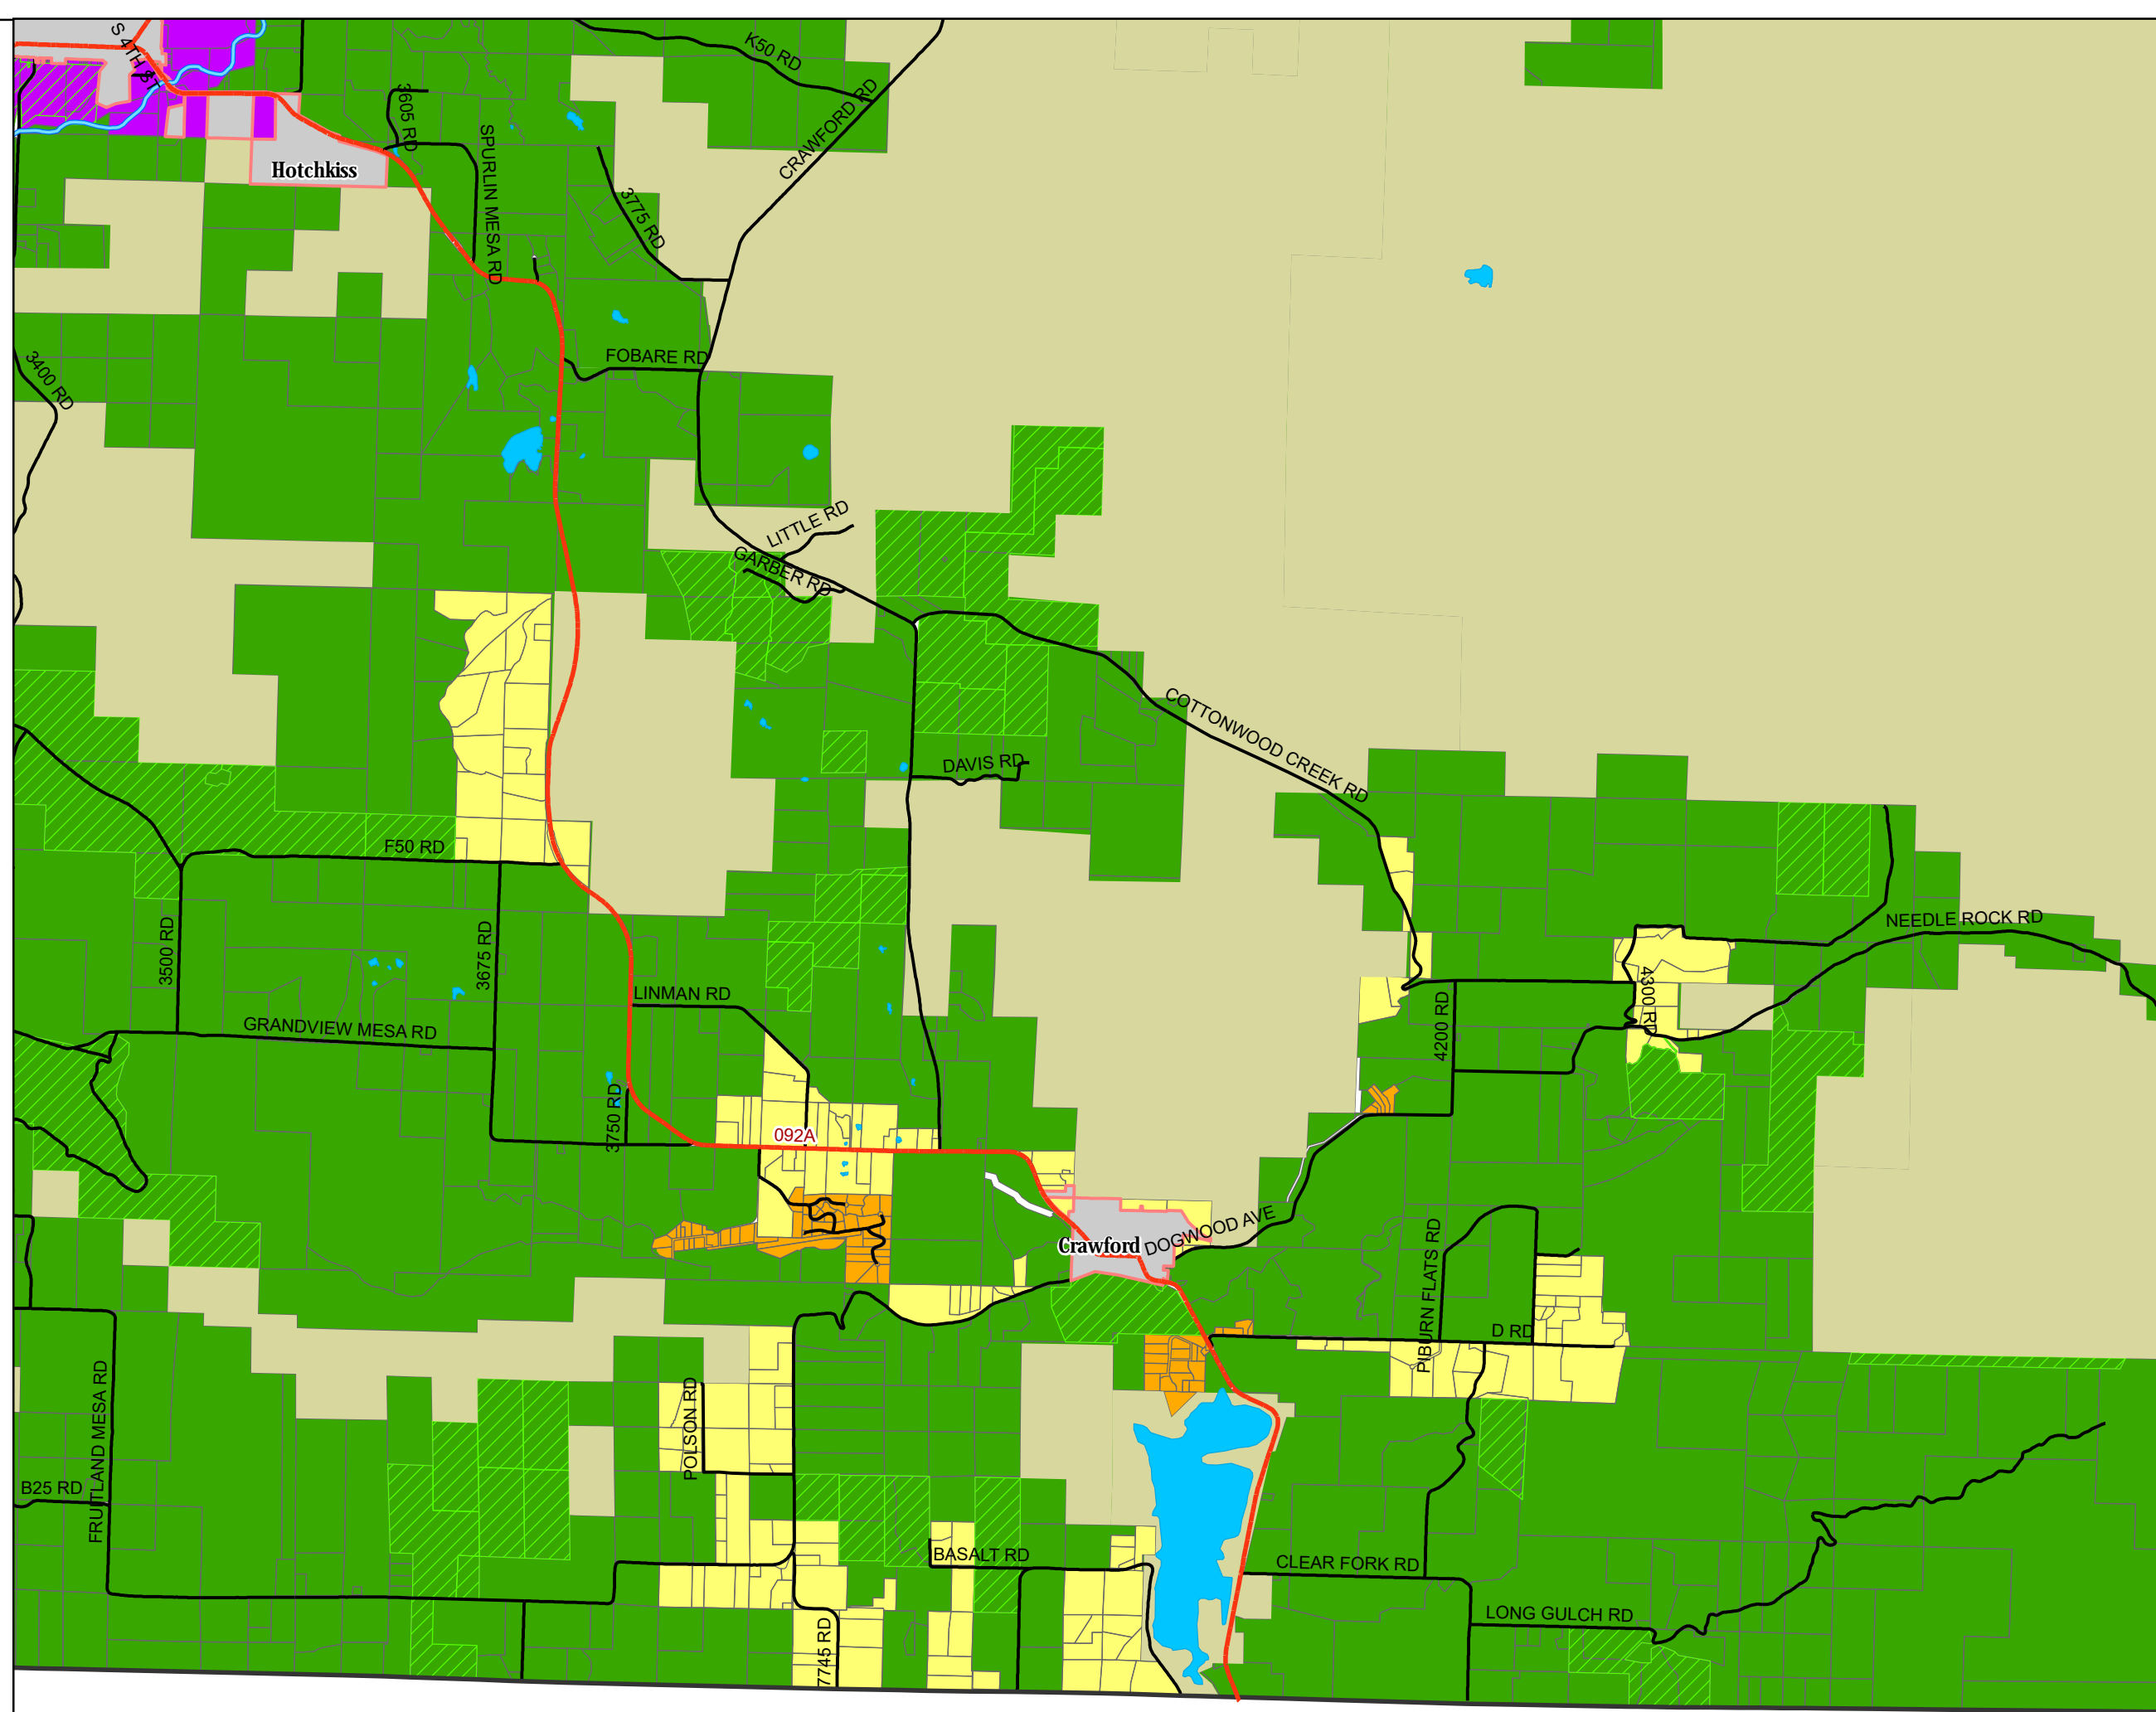 S 4TH ST
K50 RD
3605 RD
CRAWFORD RD
SPURLIN MESA RD
Hotchkiss
3775 RD
3400 RD
FOBARE RD
LITTLE RD
GARBER RD
COTTONWOOD CREEK RD
DAVIS RD
F50 RD
NEEDLE ROCK RD
3500 RD
3675 RD
4300 RD
LINMAN RD
4200 RD
GRANDVIEW MESA RD
3750 RD
092A
DOGWOOD AVE
Crawford
PIBURN FLATS RD
D RD
FRUITLAND MESA RD
POLSON RD
B25 RD
BASALT RD
CLEAR FORK RD
LONG GULCH RD
7745 RD